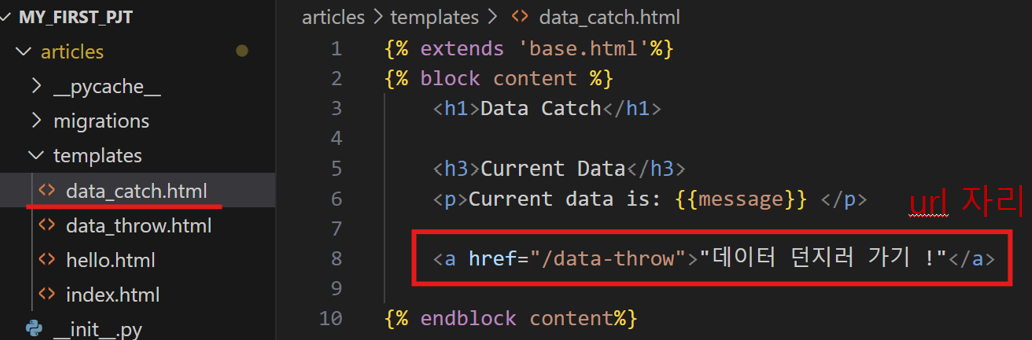 MY_FIRST_PJT
articles
__pycache__
migrations
templates
data_catch.html
data_throw.html
hello.html
index.html
__init__.py
articles > templates > <> data_catch.html
1 {% extends 'base.html'%}
2 {% block content %}
3 <h1>Data Catch</h1>
4
5 <h3>Current Data</h3>
6 <p>Current data is: {{message}} </p>
url 자리
7
8 <a href="/data-throw">"데이터 던지러 가기 !"</a>
9
10 {% endblock content%}